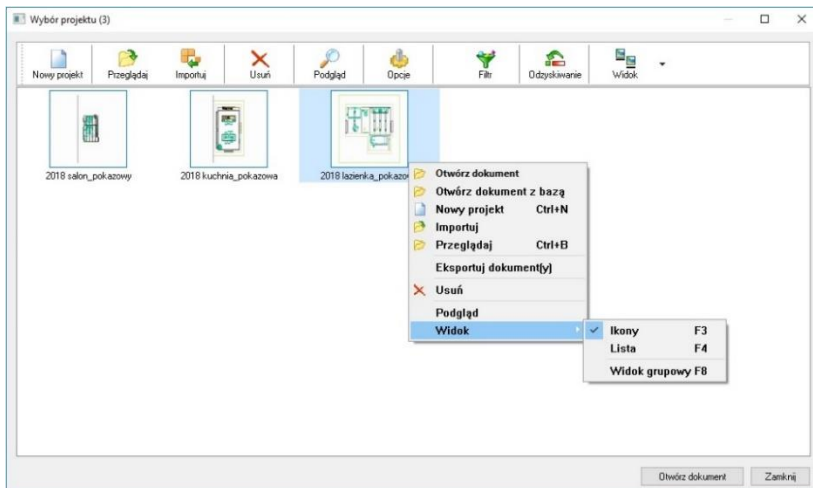 Wybór projektu (3)
Nowy projekt Przeglądaj Importuj Usuń Podgląd Opcje Filtr Odzyskiwanie Widok
2018 salon_pokazowy 2018 kuchnia_pokazowa 2018 lazienka_pokazo
Otwórz dokument
Otwórz dokument z bazą
Nowy projekt Ctrl+N
Importuj
Przeglądaj Ctrl+B
Eksportuj dokument(y)
Usuń
Podgląd
Widok
Ikony F3
Lista F4
Widok grupowy F8
Otwórz dokument Zamknij